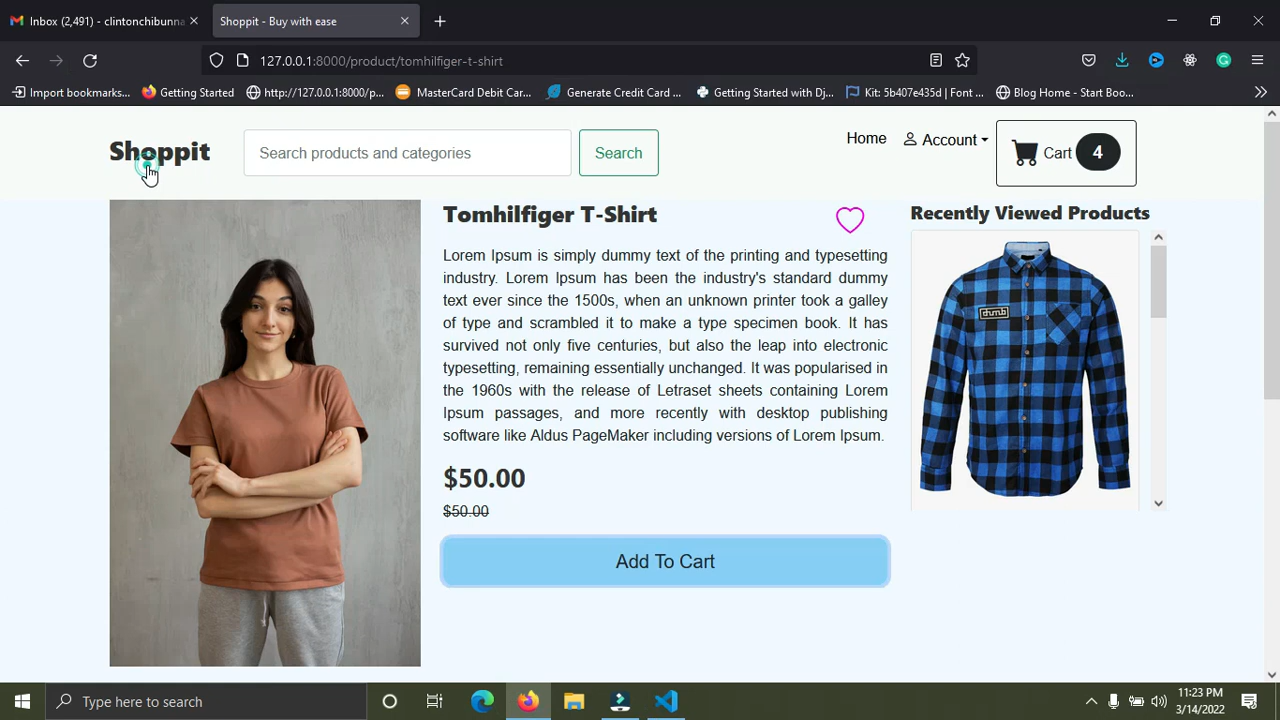 Inbox (2,491) - clintonchibunna
Shoppit - Buy with ease
127.0.0.1:8000/product/tomhilfiger-t-shirt
Import bookmarks...
Getting Started
http://127.0.0.1:8000/p...
MasterCard Debit Car...
Generate Credit Card ...
Getting Started with Dj...
Kit: 5b407e435d | Font ...
Blog Home - Start Boo...
Shoppit
Search products and categories
Search
Home
Account
Cart 4
Tomhilfiger T-Shirt
Lorem Ipsum is simply dummy text of the printing and typesetting
industry. Lorem Ipsum has been the industry's standard dummy
text ever since the 1500s, when an unknown printer took a galley
of type and scrambled it to make a type specimen book. It has
survived not only five centuries, but also the leap into electronic
typesetting, remaining essentially unchanged. It was popularised in
the 1960s with the release of Letraset sheets containing Lorem
Ipsum passages, and more recently with desktop publishing
software like Aldus PageMaker including versions of Lorem Ipsum.
$50.00
$50.00
Add To Cart
Recently Viewed Products
dumb
Type here to search
11:23 PM
3/14/2022